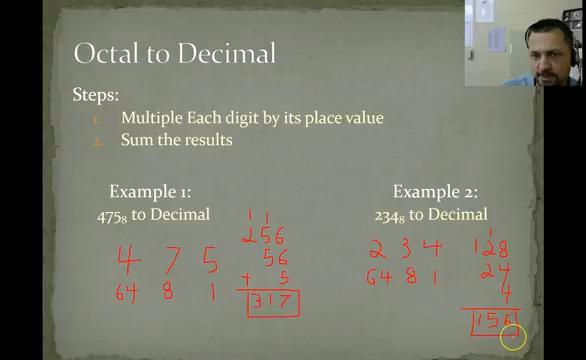 Octal to Decimal
Steps:
1. Multiple Each digit by its place value
2. Sum the results
Example 1:
475₈ to Decimal
4 7 5
64 8 1
1 1
256
56
+ 5
317
Example 2:
234₈ to Decimal
2 3 4
64 8 1
1
128
24
4
156